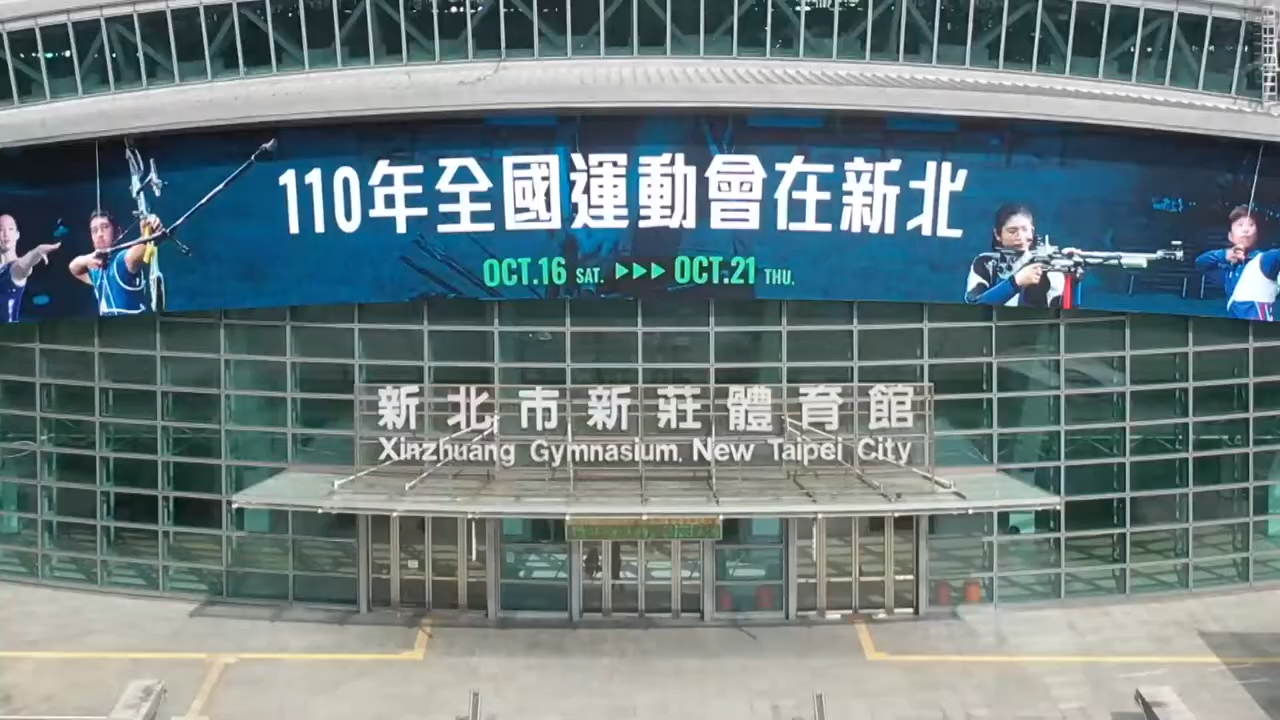 110年全國運動會在新北
OCT.16 SAT. ▶▶▶ OCT.21 THU.
新北市新莊體育館
Xinzhuang Gymnasium, New Taipei City